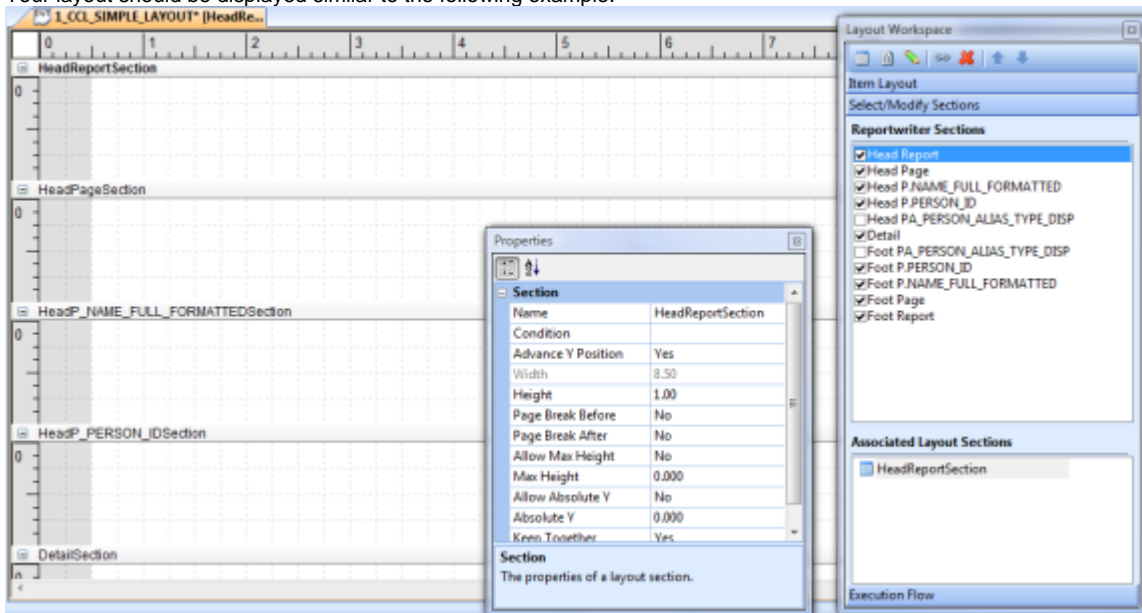 Your layout should be displayed similar to the following example.
1_CCL_SIMPLE_LAYOUT* [HeadRe...
0 1 2 3 4 5 6 7
HeadReportSection
0
HeadPageSection
0
HeadP_NAME_FULL_FORMATTEDSection
0
HeadP_PERSON_IDSection
0
DetailSection
0
Properties
Section
Name HeadReportSection
Condition
Advance Y Position Yes
Width 8.50
Height 1.00
Page Break Before No
Page Break After No
Allow Max Height No
Max Height 0.000
Allow Absolute Y No
Absolute Y 0.000
Keep Together Yes
Section
The properties of a layout section.
Layout Workspace
Item Layout
Select/Modify Sections
Reportwriter Sections
Head Report
Head Page
Head P.NAME_FULL_FORMATTED
Head P.PERSON_ID
Head PA_PERSON_ALIAS_TYPE_DISP
Detail
Foot PA_PERSON_ALIAS_TYPE_DISP
Foot P.PERSON_ID
Foot P.NAME_FULL_FORMATTED
Foot Page
Foot Report
Associated Layout Sections
HeadReportSection
Execution Flow